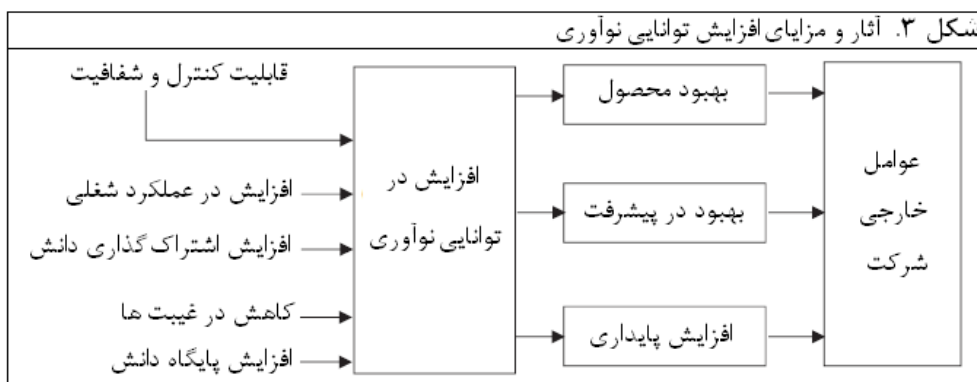 شکل ۳. آثار و مزایای افزایش توانایی نوآوری
قابلیت کنترل و شفافیت
افزایش در عملکرد شغلی
افزایش اشتراک گذاری دانش
کاهش در غیبت ها
افزایش پایگاه دانش
افزایش در
توانایی نوآوری
بهبود محصول
بهبود در پیشرفت
افزایش پایداری
عوامل
خارجی
شرکت